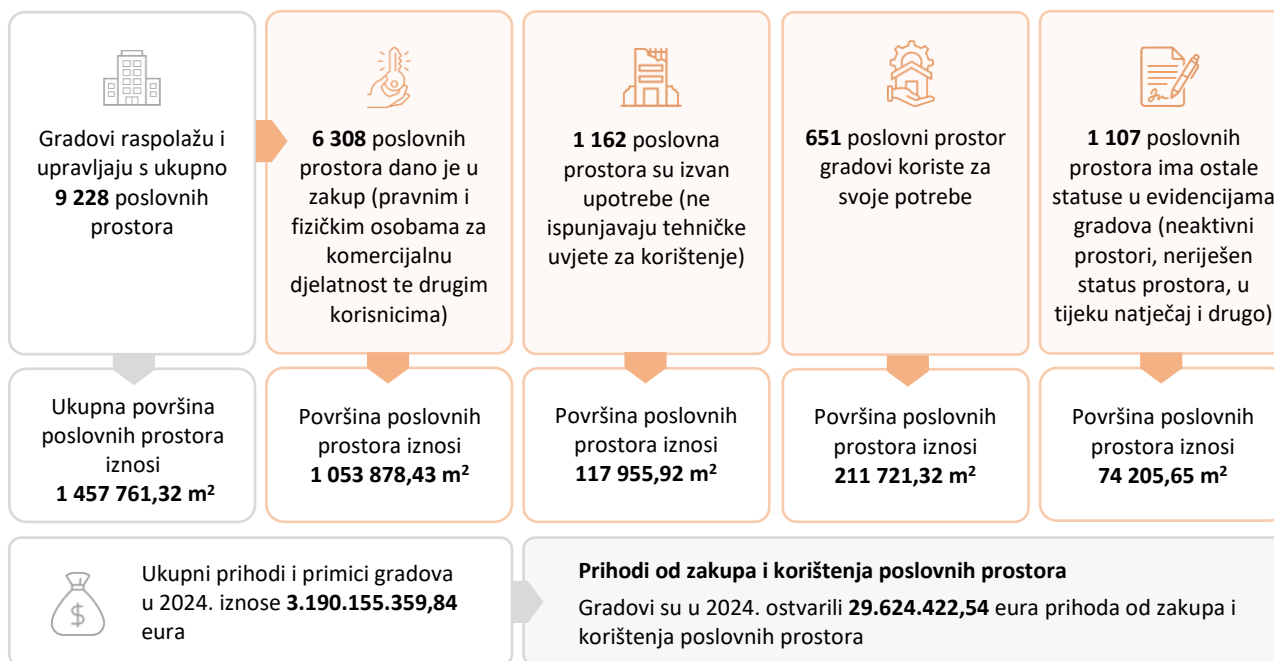 Gradovi raspolažu i
upravljaju s ukupno
9 228 poslovnih
prostora
6 308 poslovnih
prostora dano je u
zakup (pravnim i
fizičkim osobama za
komercijalnu
djelatnost te drugim
korisnicima)
1 162 poslovna
prostora su izvan
upotrebe (ne
ispunjavaju tehničke
uvjete za korištenje)
651 poslovni prostor
gradovi koriste za
svoje potrebe
1 107 poslovnih
prostora ima ostale
statuse u evidencijama
gradova (neaktivni
prostori, neriješen
status prostora, u
tijeku natječaj i drugo)
Ukupna površina
poslovnih prostora
iznosi
1 457 761,32 m²
Površina poslovnih
prostora iznosi
1 053 878,43 m²
Površina poslovnih
prostora iznosi
117 955,92 m²
Površina poslovnih
prostora iznosi
211 721,32 m²
Površina poslovnih
prostora iznosi
74 205,65 m²
$
Ukupni prihodi i primici gradova
u 2024. iznose 3.190.155.359,84
eura
Prihodi od zakupa i korištenja poslovnih prostora
Gradovi su u 2024. ostvarili 29.624.422,54 eura prihoda od zakupa i
korištenja poslovnih prostora